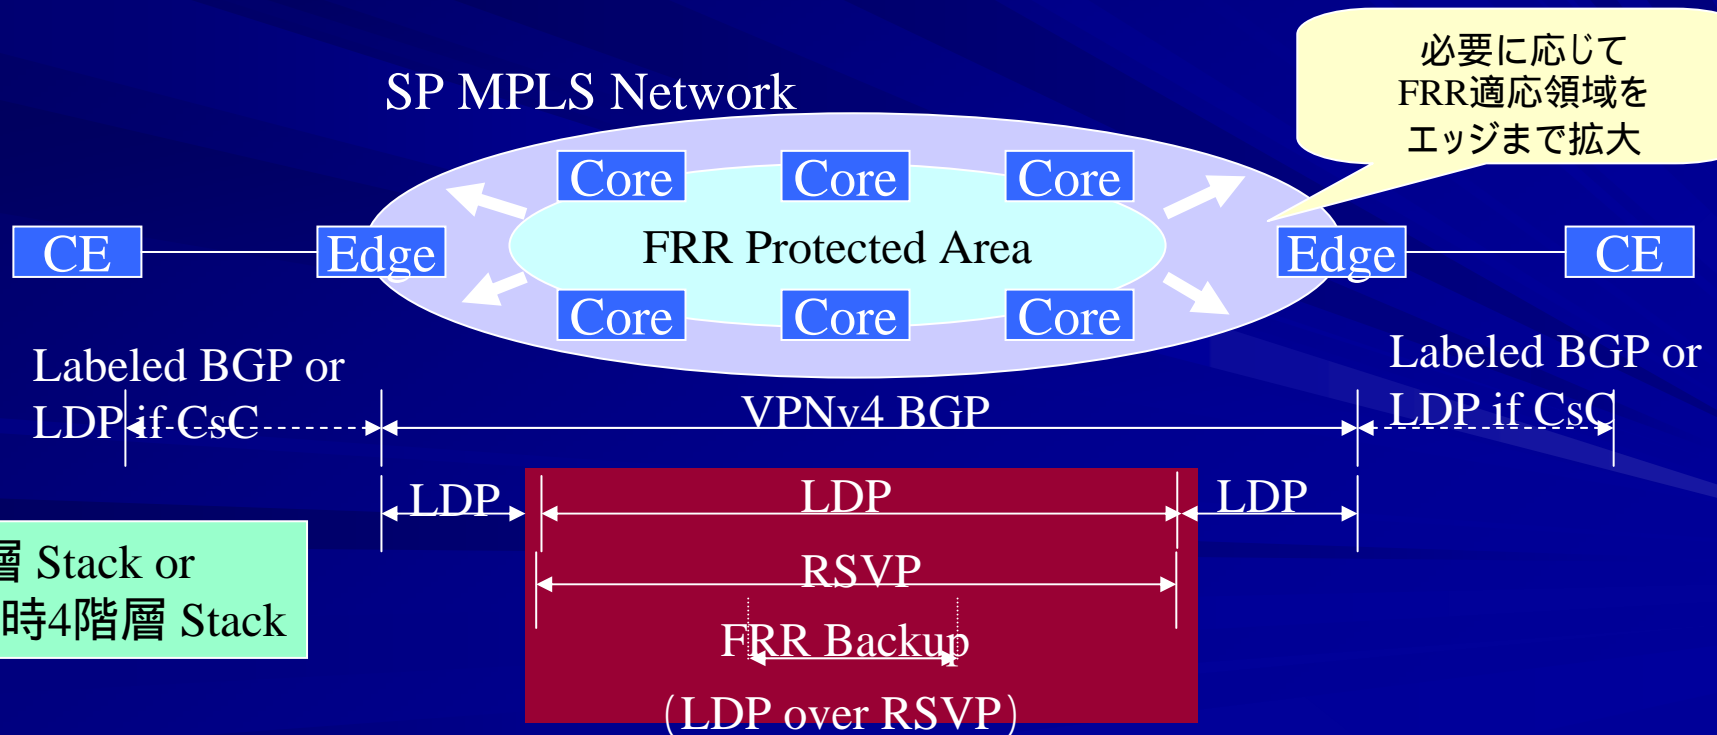 必要に応じて
FRR適応領域を
エッジまで拡大
SP MPLS Network
Core Core Core
CE Edge FRR Protected Area Edge CE
Core Core Core
Labeled BGP or
LDP if CsC
VPNv4 BGP
Labeled BGP or
LDP if CsC
LDP LDP LDP
RSVP
FRR Backup
(LDP over RSVP)
層 Stack or
時4階層 Stack